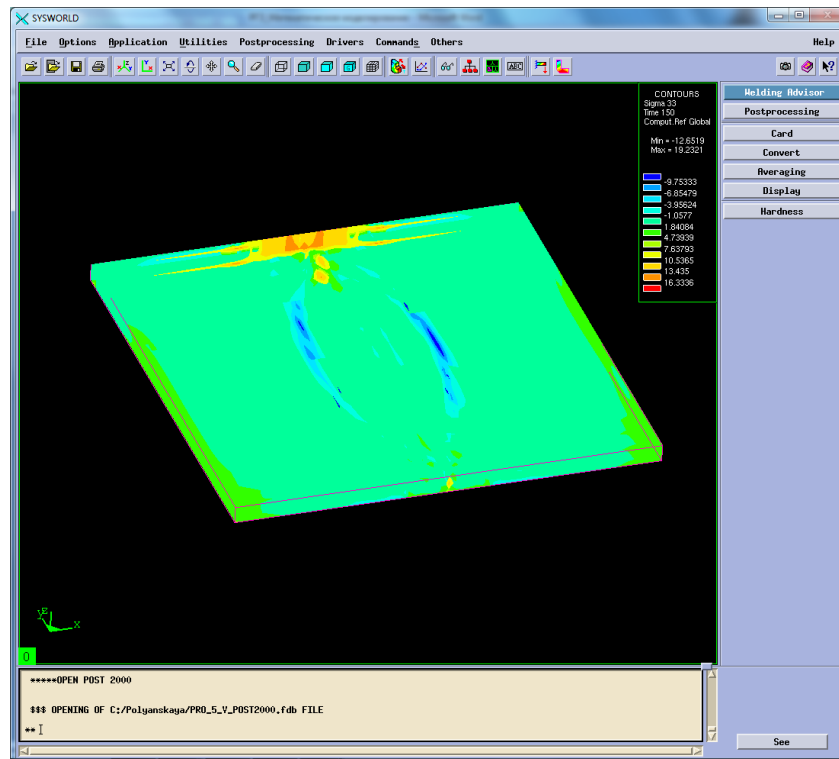 SYSWORLD
File Options Application Utilities Postprocessing Drivers Commands Others Help
CONTOURS
Sigma 33
Time 150
Comput.Ref Global
Min = -12.6519
Max = 19.2321
-9.75333
-6.85479
-3.95624
-1.0577
1.84084
4.73939
7.63793
10.5365
13.435
16.3336
Welding Advisor
Postprocessing
Card
Convert
Averaging
Display
Hardness
X
0
*****OPEN POST 2000
$$$ OPENING OF C:/Polyanskaya/PRO_5_V_POST2000.fdb FILE
**
See